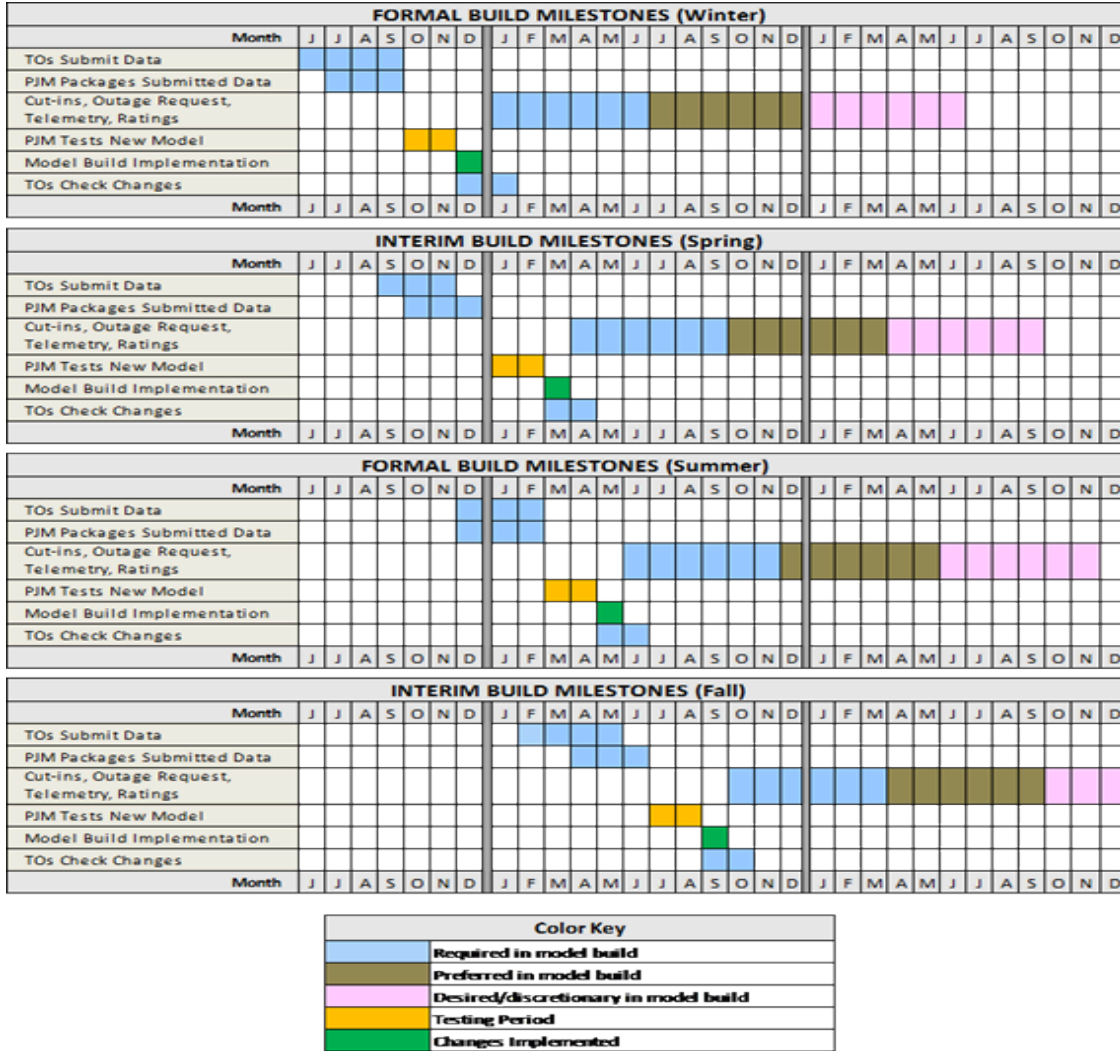 FORMAL BUILD MILESTONES (Winter)
Month J J A S O N D J F M A M J J A S O N D J F M A M J J A S O N D
TOs Submit Data
PJM Packages Submitted Data
Cut-ins, Outage Request,
Telemetry, Ratings
PJM Tests New Model
Model Build Implementation
TOs Check Changes
Month J J A S O N D J F M A M J J A S O N D J F M A M J J A S O N D
INTERIM BUILD MILESTONES (Spring)
Month J J A S O N D J F M A M J J A S O N D J F M A M J J A S O N D
TOs Submit Data
PJM Packages Submitted Data
Cut-ins, Outage Request,
Telemetry, Ratings
PJM Tests New Model
Model Build Implementation
TOs Check Changes
Month J J A S O N D J F M A M J J A S O N D J F M A M J J A S O N D
FORMAL BUILD MILESTONES (Summer)
Month J J A S O N D J F M A M J J A S O N D J F M A M J J A S O N D
TOs Submit Data
PJM Packages Submitted Data
Cut-ins, Outage Request,
Telemetry, Ratings
PJM Tests New Model
Model Build Implementation
TOs Check Changes
Month J J A S O N D J F M A M J J A S O N D J F M A M J J A S O N D
INTERIM BUILD MILESTONES (Fall)
Month J J A S O N D J F M A M J J A S O N D J F M A M J J A S O N D
TOs Submit Data
PJM Packages Submitted Data
Cut-ins, Outage Request,
Telemetry, Ratings
PJM Tests New Model
Model Build Implementation
TOs Check Changes
Month J J A S O N D J F M A M J J A S O N D J F M A M J J A S O N D
Color Key
Required in model build
Preferred in model build
Desired/discretionary in model build
Testing Period
Changes Implemented